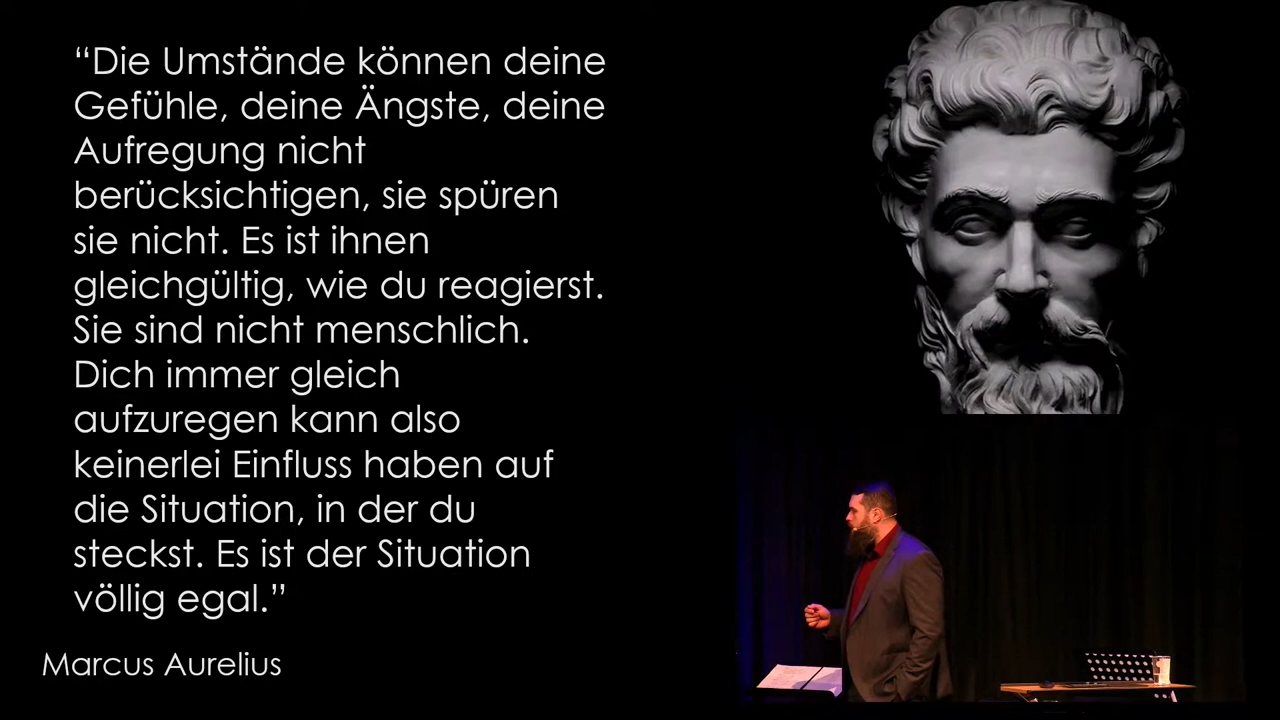 “Die Umstände können deine
Gefühle, deine Ängste, deine
Aufregung nicht
berücksichtigen, sie spüren
sie nicht. Es ist ihnen
gleichgültig, wie du reagierst.
Sie sind nicht menschlich.
Dich immer gleich
aufzuregen kann also
keinerlei Einfluss haben auf
die Situation, in der du
steckst. Es ist der Situation
völlig egal.”
Marcus Aurelius